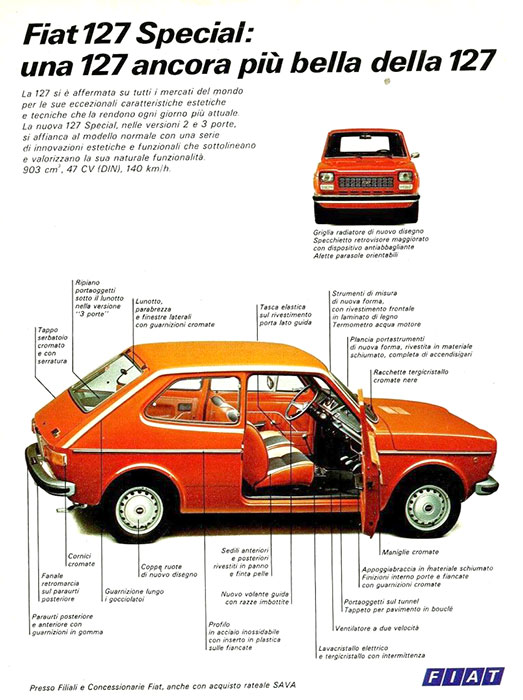 Fiat 127 Special:
una 127 ancora più bella della 127
La 127 si è affermata su tutti i mercati del mondo
per le sue eccezionali caratteristiche estetiche
e tecniche che la rendono ogni giorno più attuale.
La nuova 127 Special, nelle versioni 2 e 3 porte,
si affianca al modello normale con una serie
di innovazioni estetiche e funzionali che sottolineano
e valorizzano la sua naturale funzionalità.
903 cm³, 47 CV (DIN), 140 km/h.
Griglia radiatore di nuovo disegno
Specchietto retrovisore maggiorato
con dispositivo antiabbagliante
Alette parasole orientabili
Ripiano
portaoggetti
sotto il lunotto
nella versione
"3 porte"
Lunotto,
parabrezza
e finestre laterali
con guarnizioni cromate
Tasca elastica
sul rivestimento
porta lato guida
Strumenti di misura
di nuova forma,
con rivestimento frontale
in laminato di legno
Termometro acqua motore
Tappo
serbatoio
cromato
e con
serratura
Plancia portastrumenti
di nuova forma, rivestita in materiale
schiumato, completa di accendisigari
Racchette tergicristallo
cromate nere
Cornici
cromate
Coppe ruote
di nuovo disegno
Sedili anteriori
e posteriori
rivestiti in panno
e finta pelle
Maniglie cromate
Fanale
retromarcia
sul paraurti
posteriore
Guarnizione lungo
i gocciolatoi
Nuovo volante guida
con razze imbottite
Appoggiabraccia in materiale schiumato
Finizioni interno porte e fiancate
con guarnizioni cromate
Portaoggetti sul tunnel
Tappeto per pavimento in bouclè
Paraurti posteriore
e anteriore con
guarnizioni in gomma
Profilo
in acciaio inossidabile
con inserto in plastica
sulle fiancate
Ventilatore a due velocità
Lavacristallo elettrico
e tergicristallo con intermittenza
Presso Filiali e Concessionarie Fiat, anche con acquisto rateale SAVA
FIAT